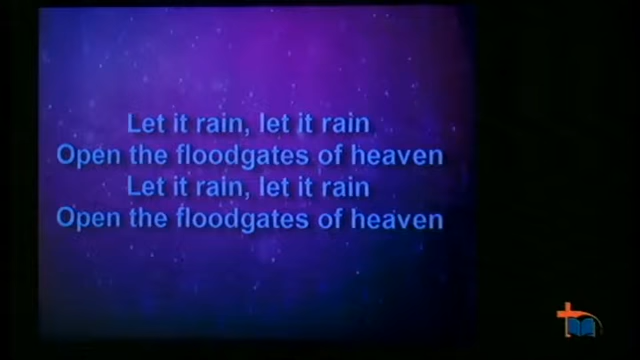 Let it rain, let it rain
Open the floodgates of heaven
Let it rain, let it rain
Open the floodgates of heaven